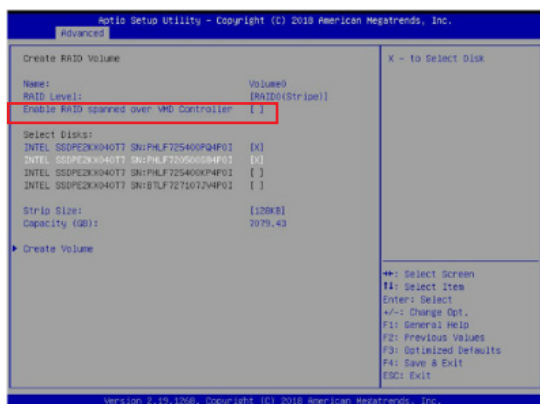 Aptio Setup Utility – Copyright (C) 2018 American Megatrends, Inc.
Advanced
Create RAID Volume
X – to Select Disk
Name: Volume0
RAID Level: [RAID0(Stripe)]
Enable RAID spanned over VMD Controller [ ]
Select Disks:
INTEL SSDPE2KX040T7 SN:PHLF725400PQ4P0I [X]
INTEL SSDPE2KX040T7 SN:PHLF720500S84P0I [X]
INTEL SSDPE2KX040T7 SN:PHLF725400KP4P0I [ ]
INTEL SSDPE2KX040T7 SN:BTLF727107JV4P0I [ ]
Strip Size: [128KB]
Capacity (GB): 7079.43
Create Volume
→←: Select Screen
↑↓: Select Item
Enter: Select
+/-: Change Opt.
F1: General Help
F2: Previous Values
F3: Optimized Defaults
F4: Save & Exit
ESC: Exit
Version 2.19.1268. Copyright (C) 2018 American Megatrends, Inc.